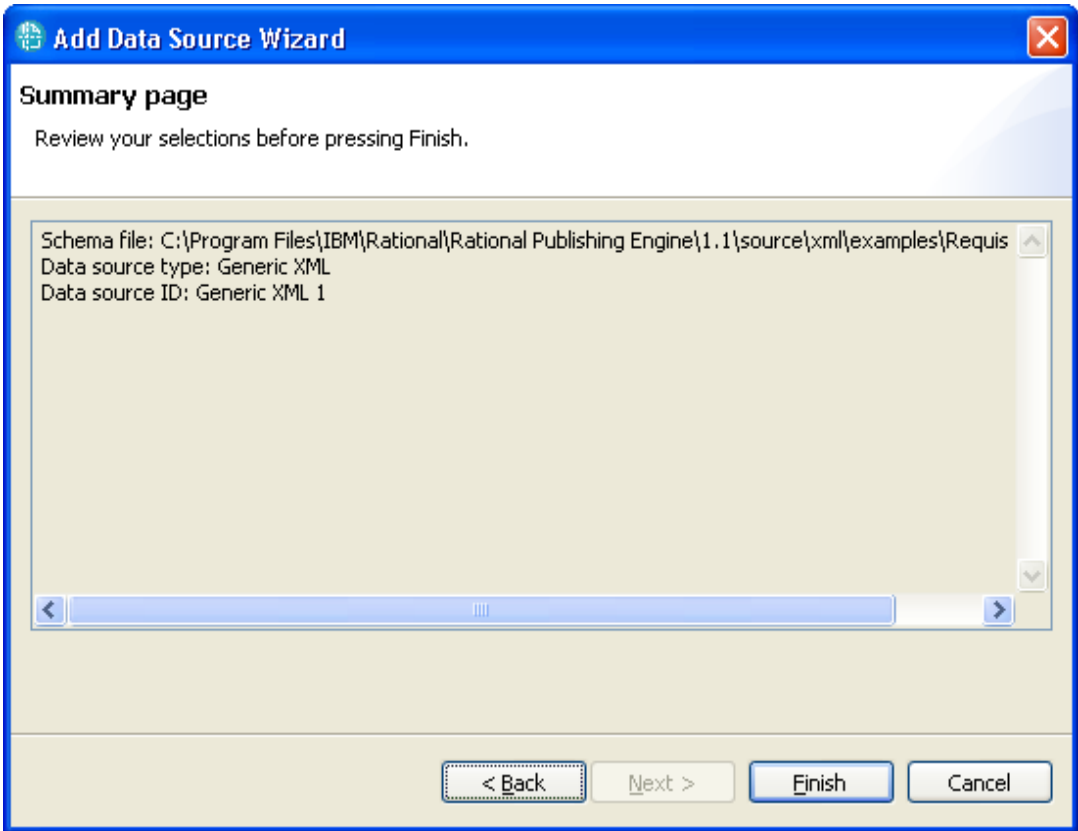 Add Data Source Wizard
Summary page
Review your selections before pressing Finish.
Schema file: C:\Program Files\IBM\Rational\Rational Publishing Engine\1.1\source\xml\examples\Requis
Data source type: Generic XML
Data source ID: Generic XML 1
< Back Next > Finish Cancel